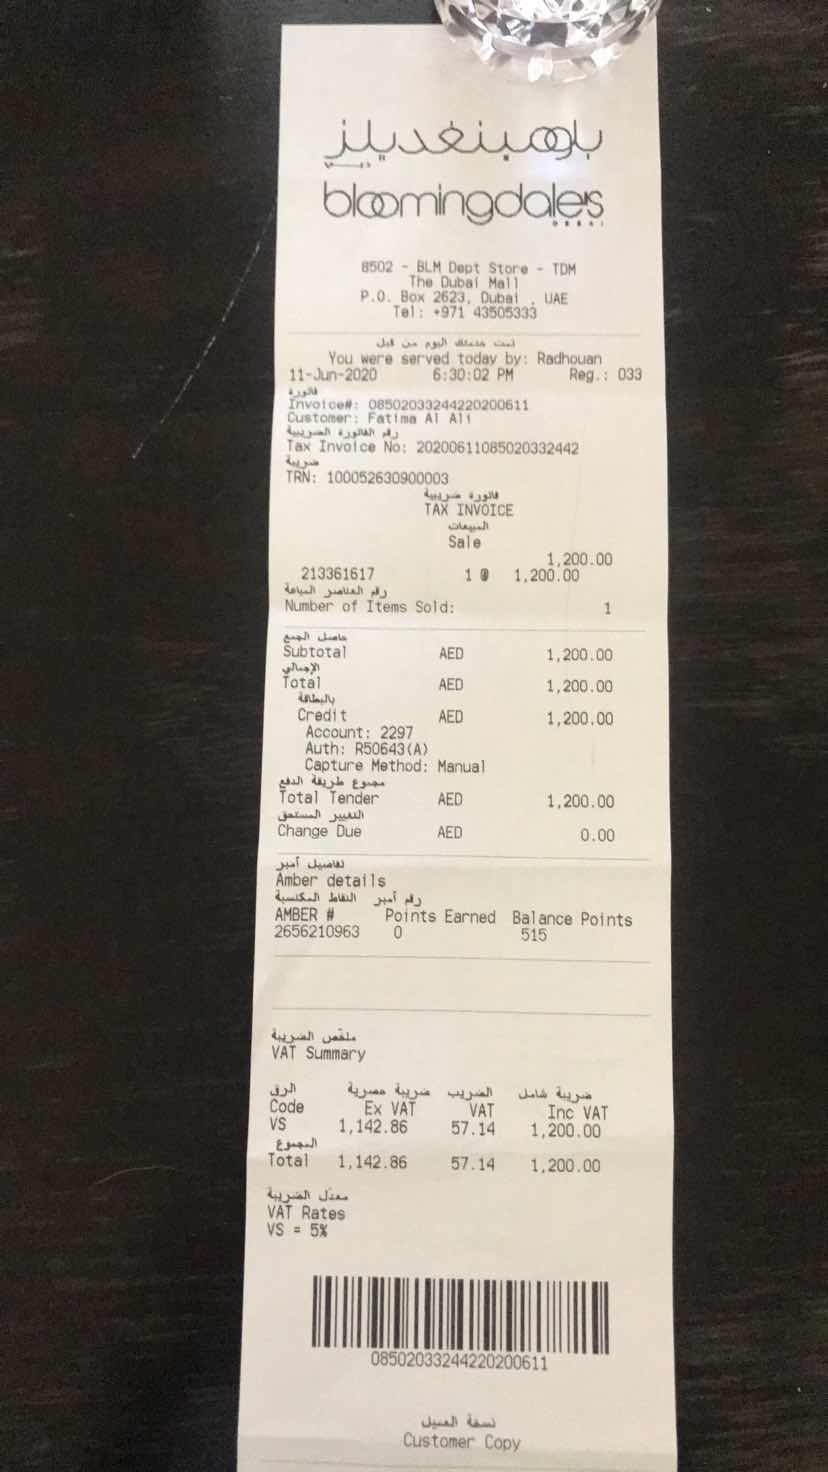 بلومينغديلز
دبي
bloomingdale's
DUBAI
8502 - BLM Dept Store - TDM
The Dubai Mall
P.O. Box 2623, Dubai , UAE
Tel: +971 43505333
تمت خدمتك اليوم من قبل
You were served today by: Radhouan
11-Jun-2020 6:30:02 PM Reg.: 033
فاتورة
Invoice#: 08502033244220200611
Customer: Fatima Al Ali
رقم الفاتورة الضريبية
Tax Invoice No: 20200611085020332442
ضريبة
TRN: 100052630900003
فاتورة ضريبية
TAX INVOICE
المبيعات
Sale
1,200.00
213361617 1 @ 1,200.00
رقم العناصر المباعة
Number of Items Sold: 1
حاصل الجمع
Subtotal AED 1,200.00
الإجمالي
Total AED 1,200.00
بالبطاقة
Credit AED 1,200.00
Account: 2297
Auth: R50643(A)
Capture Method: Manual
مجموع طريقة الدفع
Total Tender AED 1,200.00
التغيير المستحق
Change Due AED 0.00
تفاصيل أمبر
Amber details
رقم أمبر النقاط المكتسبة
AMBER # Points Earned Balance Points
2656210963 0 515
ملخص الضريبة
VAT Summary
الرق ضريبة حصرية الضريب ضريبة شامل
Code Ex VAT VAT Inc VAT
VS 1,142.86 57.14 1,200.00
المجموع
Total 1,142.86 57.14 1,200.00
معدّل الضريبة
VAT Rates
VS = 5%
08502033244220200611
نسخة العميل
Customer Copy